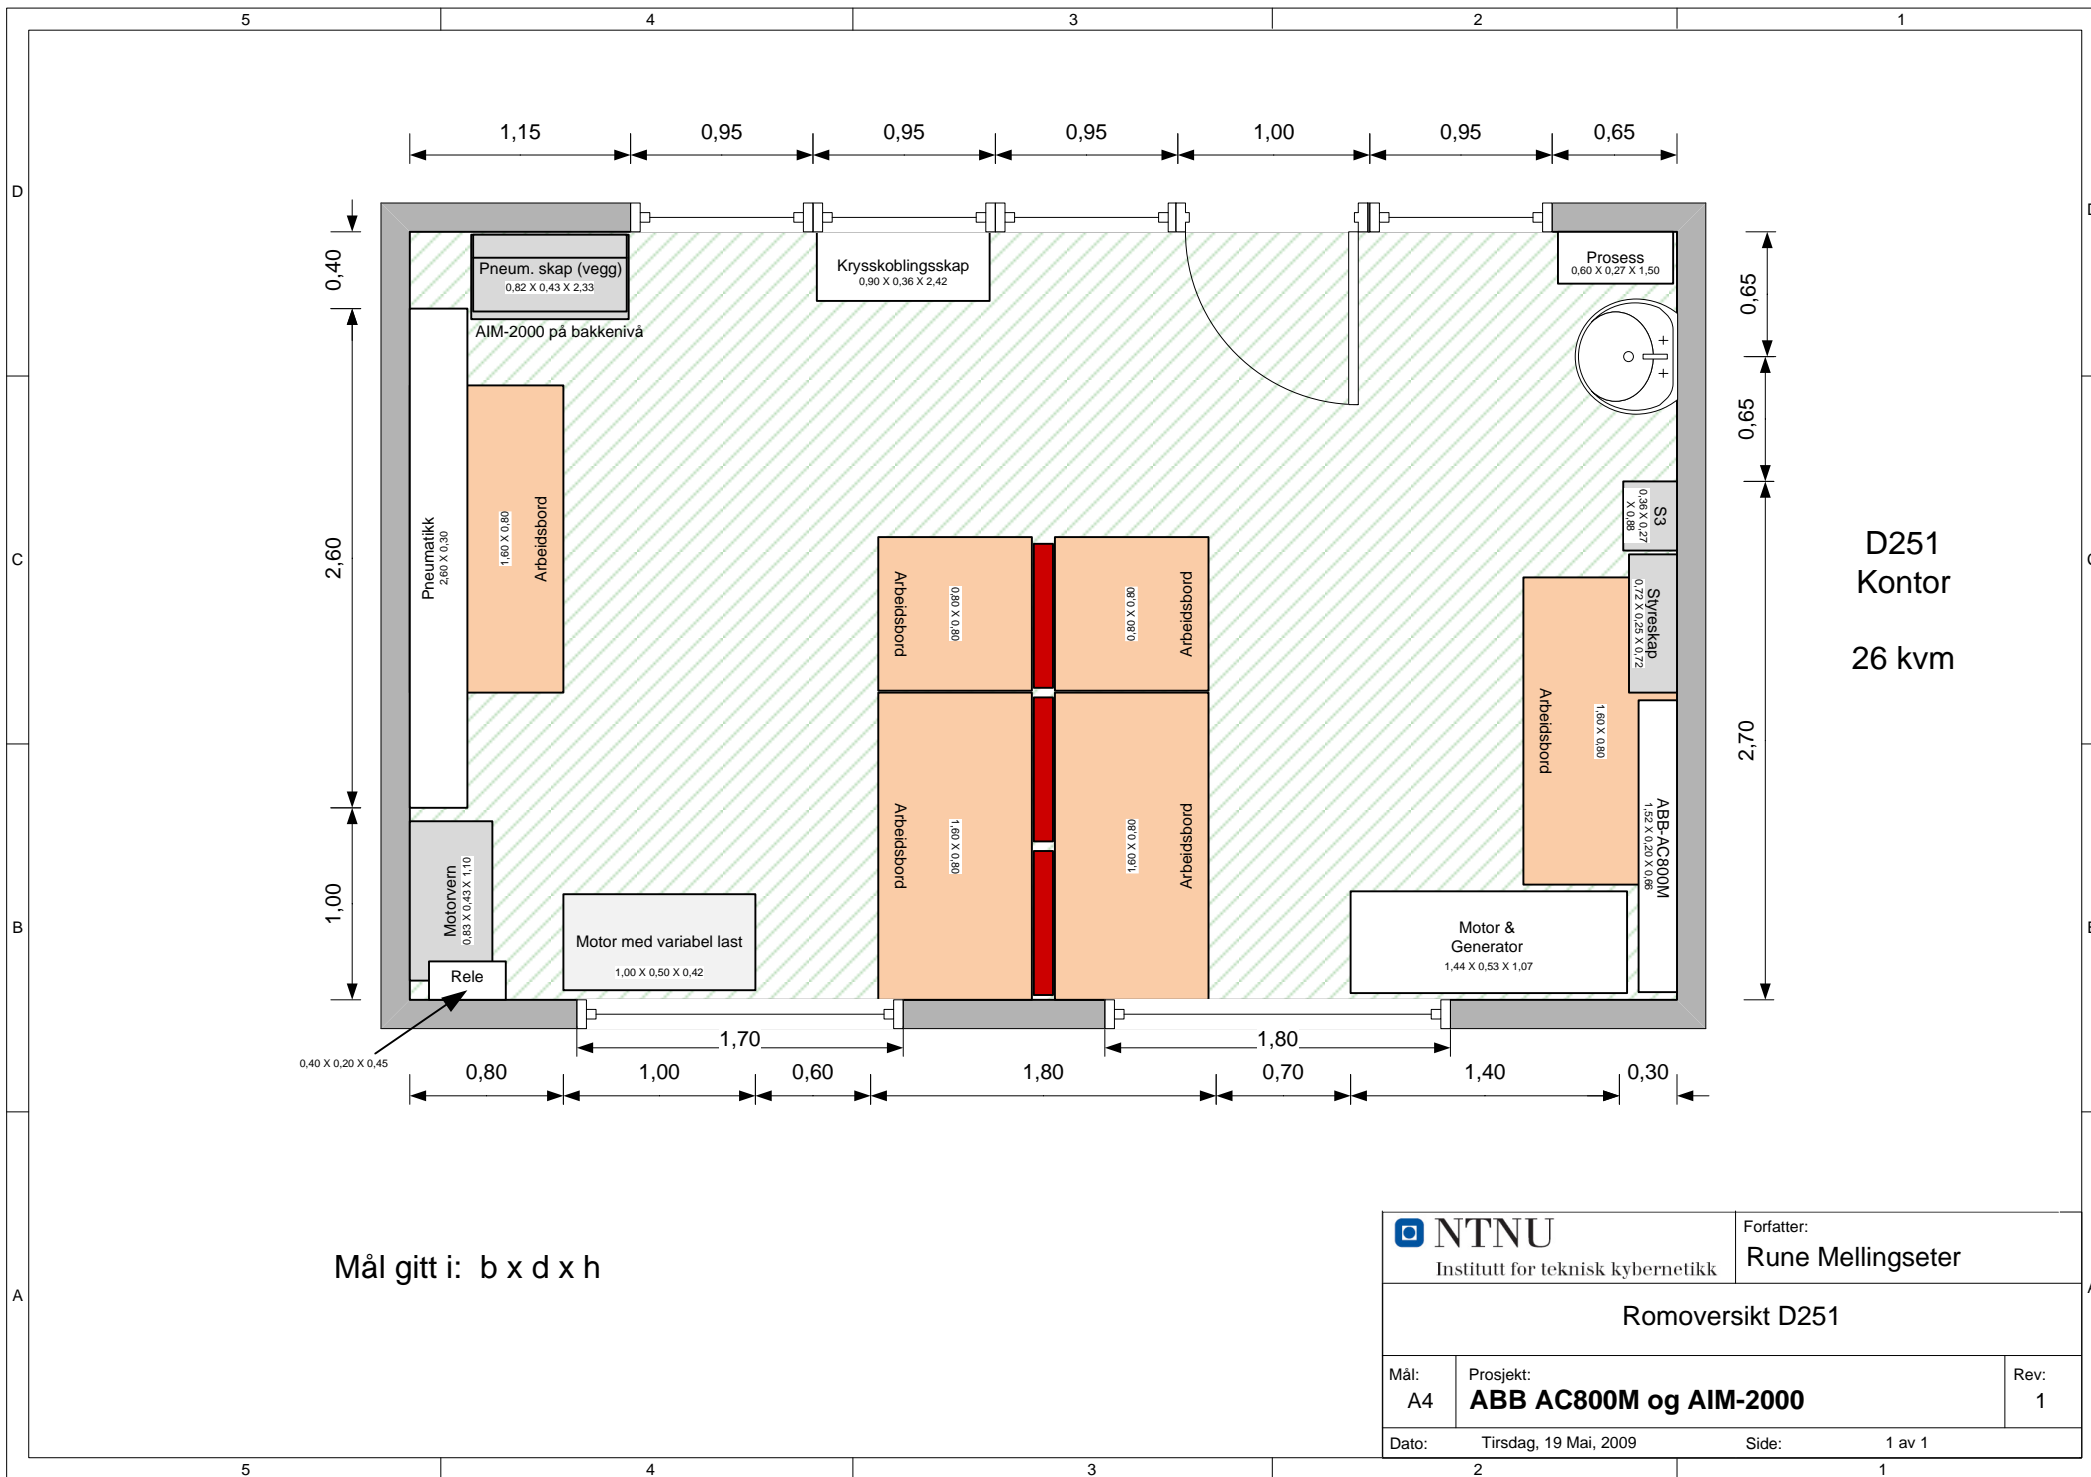 5 4 3 2 1
1,15 0,95 0,95 0,95 1,00 0,95 0,65
D
D
0,40
Pneum. skap (vegg)
0,82 X 0,43 X 2,33
AIM-2000 på bakkenivå
Krysskoblingsskap
0,90 X 0,36 X 2,42
Prosess
0,60 X 0,27 X 1,50
0,65
0,65
2,60
Pneumatikk
2,60 X 0,30
1,60 X 0,80
Arbeidsbord
Arbeidsbord
0,80 X 0,80
0,80 X 0,80
Arbeidsbord
S3
0,36 X 0,27
X 0,88
Styreskap
0,72 X 0,25 X 0,72
Arbeidsbord
1,60 X 0,80
ABB-AC800M
1,52 X 0,20 X 0,66
2,70
C
C
D251
Kontor
26 kvm
Arbeidsbord
1,60 X 0,80
1,60 X 0,80
Arbeidsbord
1,00
Motorvern
0,83 X 0,43 X 1,10
Rele
0,40 X 0,20 X 0,45
Motor med variabel last
1,00 X 0,50 X 0,42
Motor &
Generator
1,44 X 0,53 X 1,07
B
B
1,70 1,80
0,80 1,00 0,60 1,80 0,70 1,40 0,30
Mål gitt i: b x d x h
A
A
NTNU
Institutt for teknisk kybernetikk
Forfatter:
Rune Mellingseter
Romoversikt D251
Mål:
A4
Prosjekt:
ABB AC800M og AIM-2000
Rev:
1
Dato: Tirsdag, 19 Mai, 2009 Side: 1 av 1
5 4 3 2 1